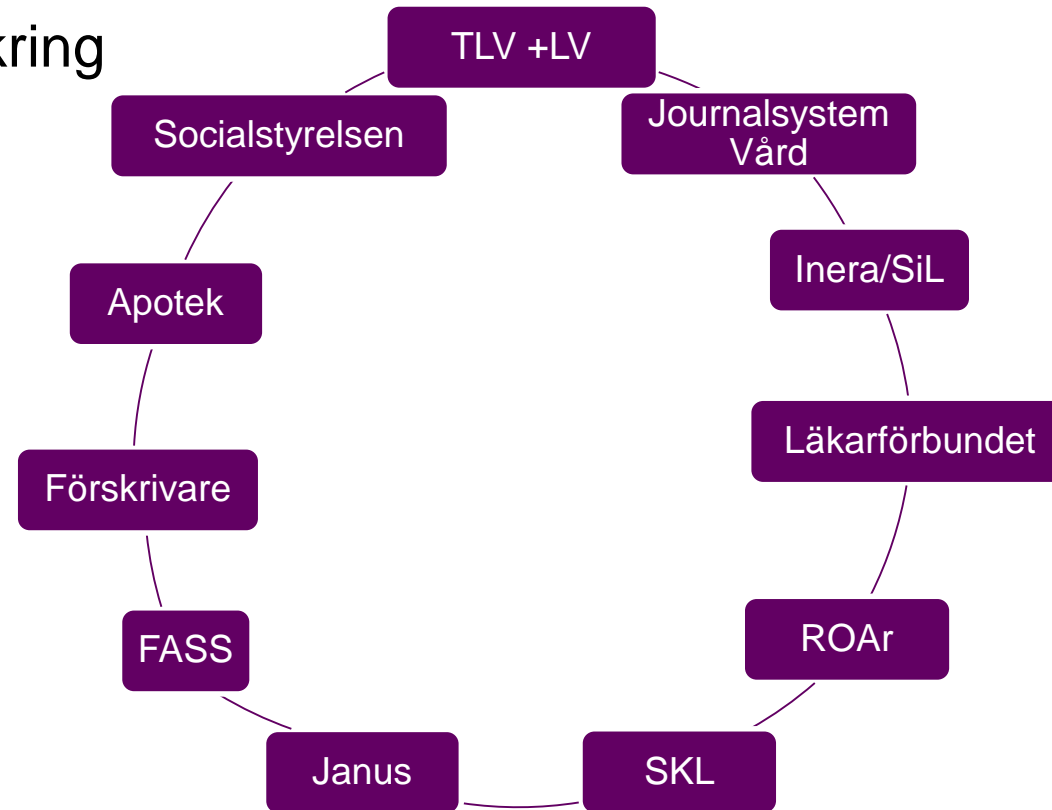 kring
TLV +LV
Journalsystem
Vård
Inera/SiL
Läkarförbundet
ROAr
SKL
Janus
FASS
Förskrivare
Apotek
Socialstyrelsen